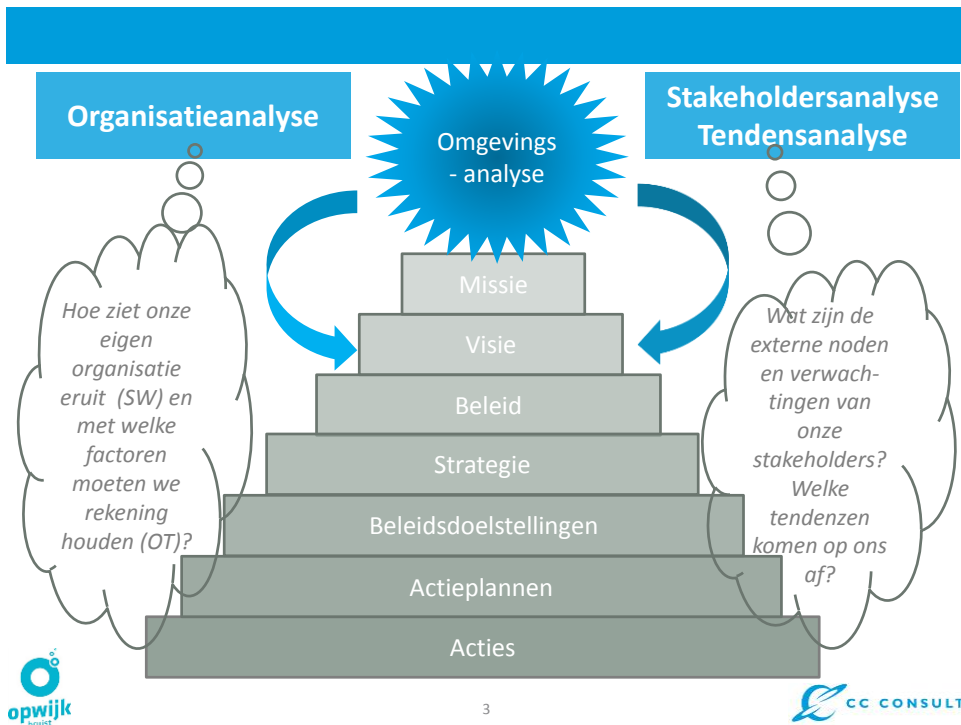 Organisatieanalyse
Omgevings
- analyse
Stakeholdersanalyse
Tendensanalyse
Hoe ziet onze
eigen
organisatie
eruit (SW) en
met welke
factoren
moeten we
rekening
houden (OT)?
Missie
Visie
Beleid
Strategie
Beleidsdoelstellingen
Actieplannen
Acties
Wat zijn de
externe noden
en verwach-
tingen van
onze
stakeholders?
Welke
tendenzen
komen op ons
af?
opwijk
bruist
3
CC CONSULT